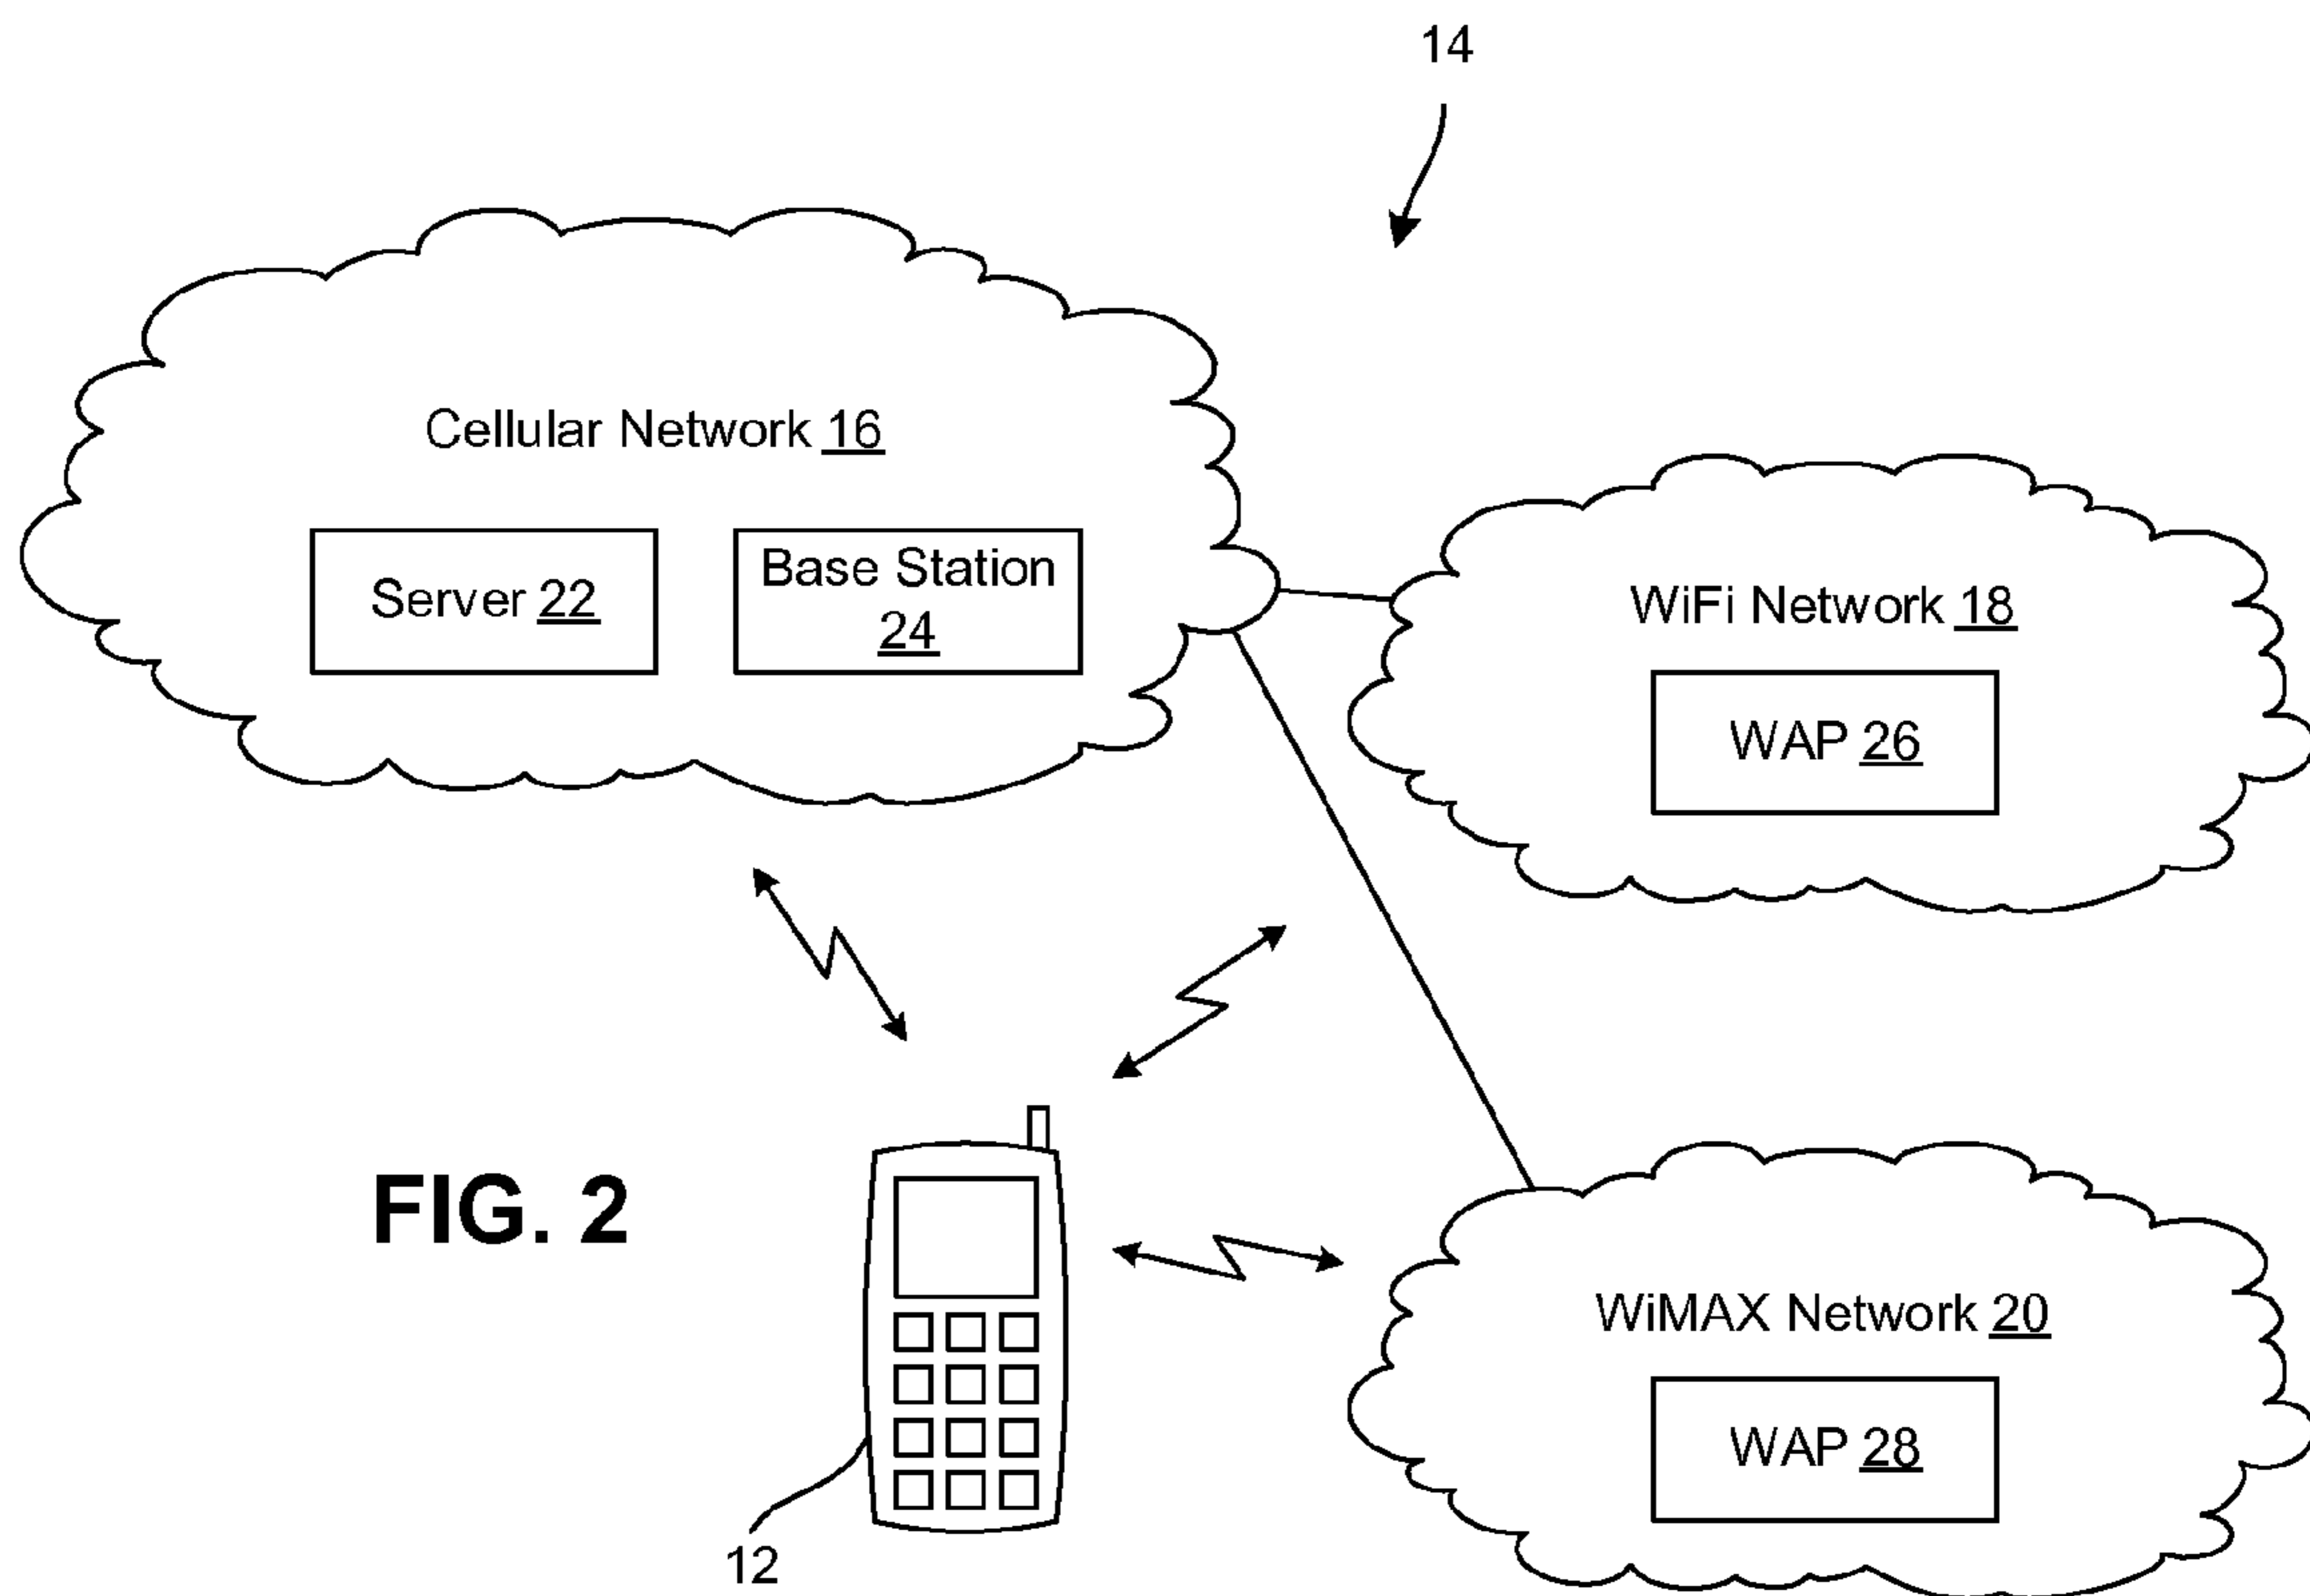 14
Cellular Network 16
Server 22
Base Station
24
WiFi Network 18
WAP 26
FIG. 2
WiMAX Network 20
WAP 28
12